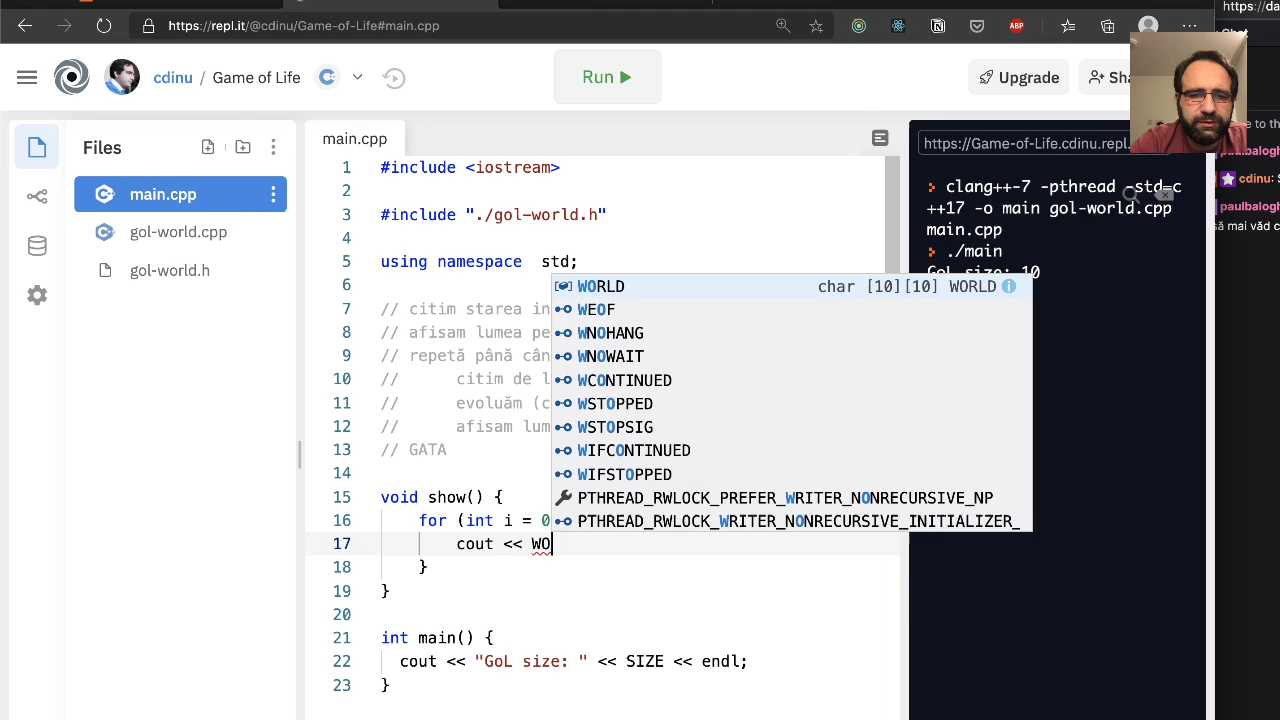 https://da
https://repl.it/@cdinu/Game-of-Life#main.cpp
ABP
cdinu / Game of Life
Run
Upgrade
Sha
Files
main.cpp
gol-world.cpp
gol-world.h
main.cpp
1 #include <iostream>
2
3 #include "./gol-world.h"
4
5 using namespace  std;
6
7 // citim starea in
8 // afisam lumea pe
9 // repetă până cân
10 //      citim de l
11 //      evoluăm (c
12 //      afisam lum
13 // GATA
14
15 void show() {
16     for (int i = 0
17         cout << WO
18     }
19 }
20
21 int main() {
22   cout << "GoL size: " << SIZE << endl;
23 }
WORLD char [10][10] WORLD
WEOF
WNOHANG
WNOWAIT
WCONTINUED
WSTOPPED
WSTOPSIG
WIFCONTINUED
WIFSTOPPED
PTHREAD_RWLOCK_PREFER_WRITER_NONRECURSIVE_NP
PTHREAD_RWLOCK_WRITER_NONRECURSIVE_INITIALIZER_
https://Game-of-Life.cdinu.repl.
clang++-7 -pthread -std=c
++17 -o main gol-world.cpp
main.cpp
./main
GoL size: 10
e to th
paulbalogh
cdinu: S
paulbalogh
să mai văd c